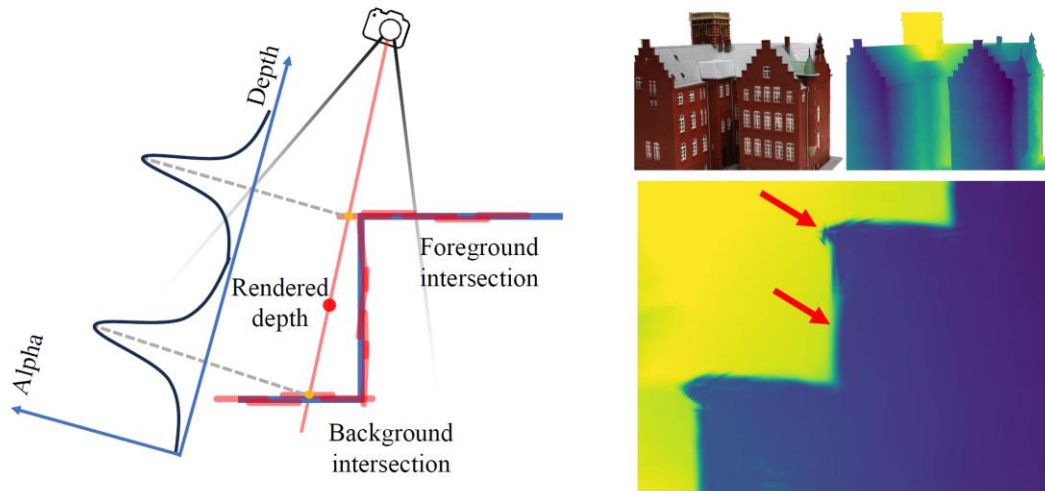 Depth
Alpha
Rendered
depth
Foreground
intersection
Background
intersection